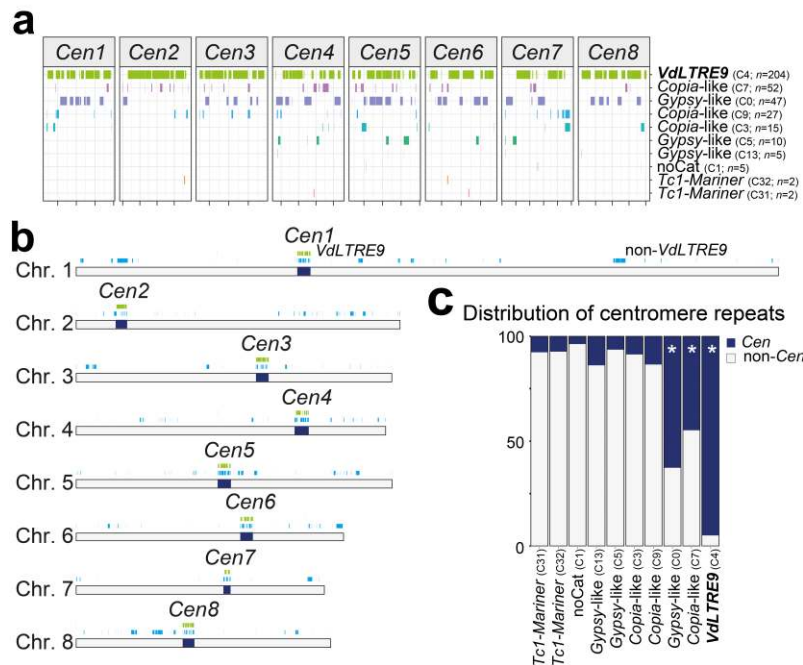 a
Cen1 Cen2 Cen3 Cen4 Cen5 Cen6 Cen7 Cen8
VdLTRE9 (C4; n=204)
Copia-like (C7; n=52)
Gypsy-like (C0; n=47)
Copia-like (C9; n=27)
Copia-like (C3; n=15)
Gypsy-like (C5; n=10)
Gypsy-like (C13; n=5)
noCat (C1; n=5)
Tc1-Mariner (C32; n=2)
Tc1-Mariner (C31; n=2)
b
Cen1
VdLTRE9 non-VdLTRE9
Chr. 1
Cen2
Chr. 2
Cen3
Chr. 3
Cen4
Chr. 4
Cen5
Chr. 5
Cen6
Chr. 6
Cen7
Chr. 7
Cen8
Chr. 8
c
Distribution of centromere repeats
100
50
0
* * *
Cen
non-Cen
Tc1-Mariner (C31)
Tc1-Mariner (C32)
noCat (C1)
Gypsy-like (C13)
Gypsy-like (C5)
Copia-like (C3)
Copia-like (C9)
Gypsy-like (C0)
Copia-like (C7)
VdLTRE9 (C4)